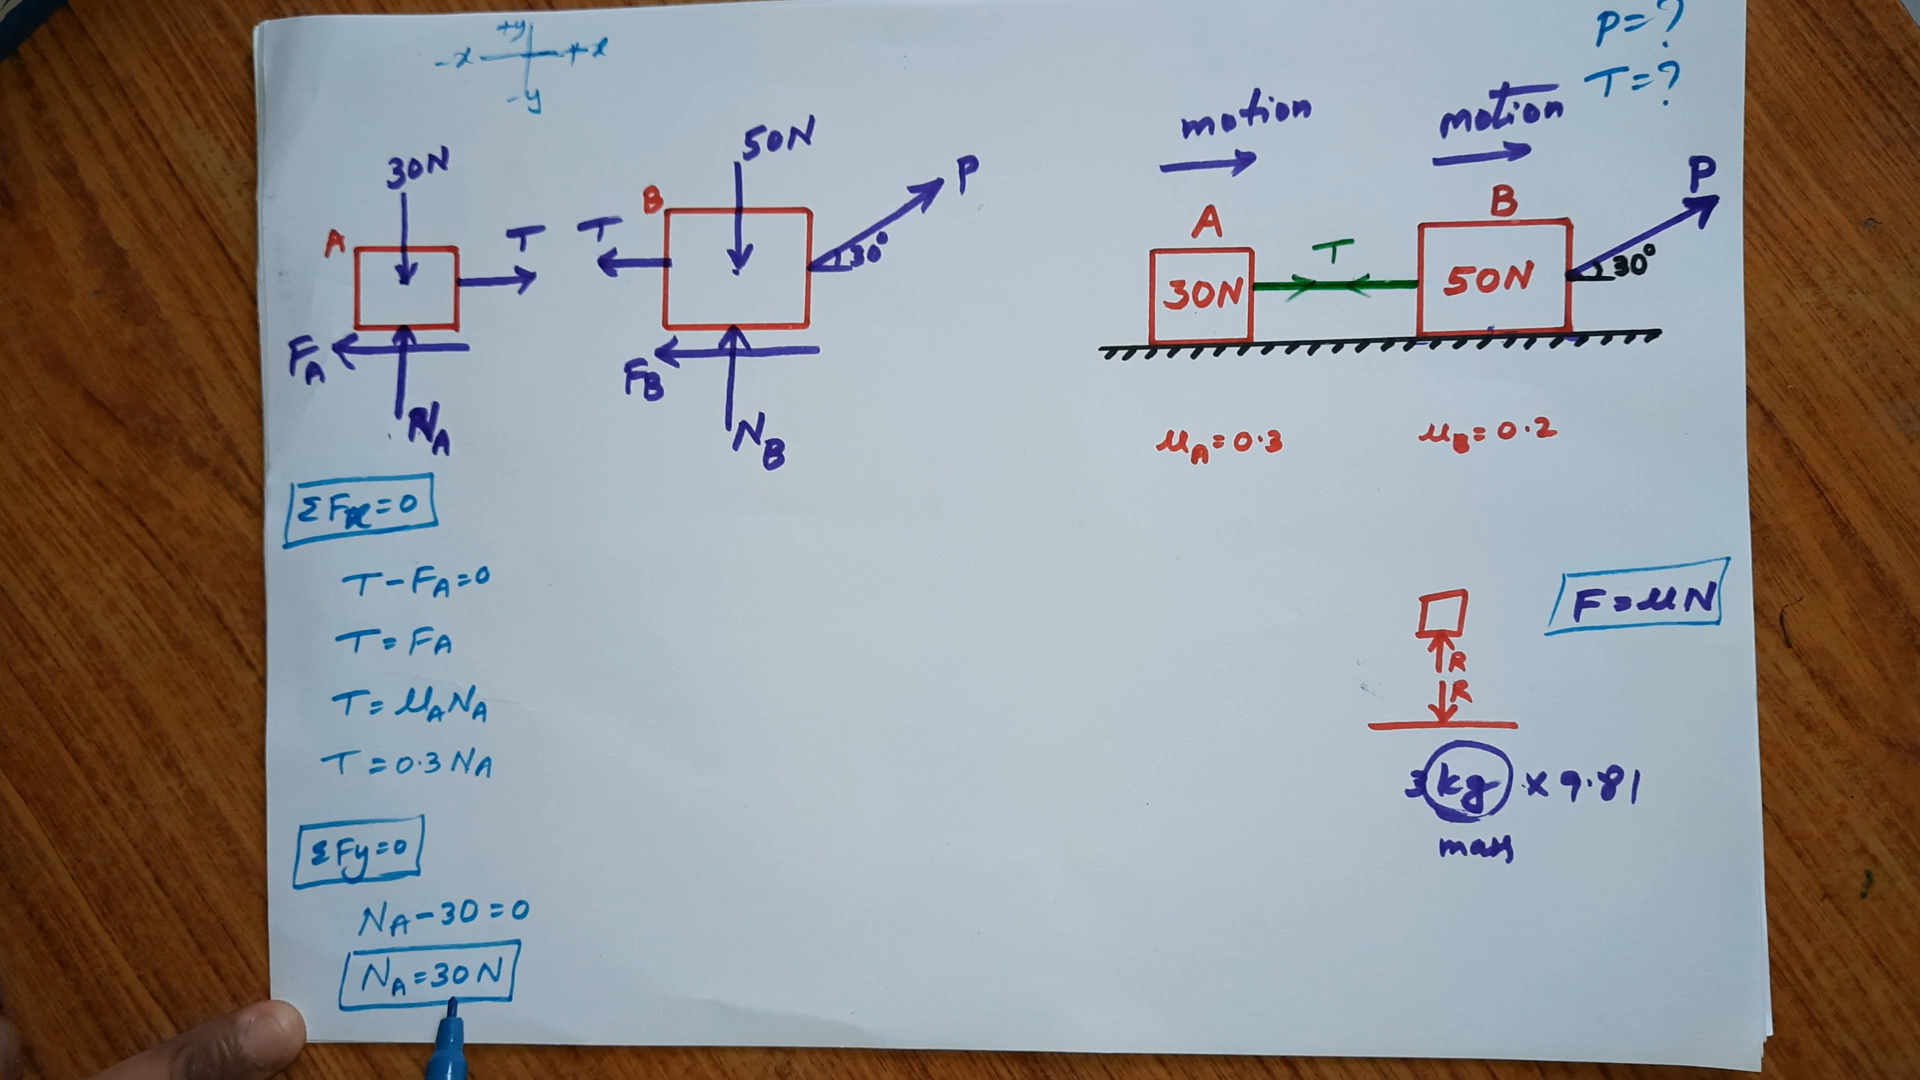 +y
-x +x
-y
P=?
T=?
motion
motion
30N
50N
P
A
T
T
B
30°
FA
NA
FB
NB
A
B
P
T
30N
50N
30°
μA=0.3
μB=0.2
ΣFx=0
T-FA=0
T=FA
T=μANA
T=0.3NA
ΣFy=0
NA-30=0
NA=30N
F=μN
R
R
3kg × 9.81
mass